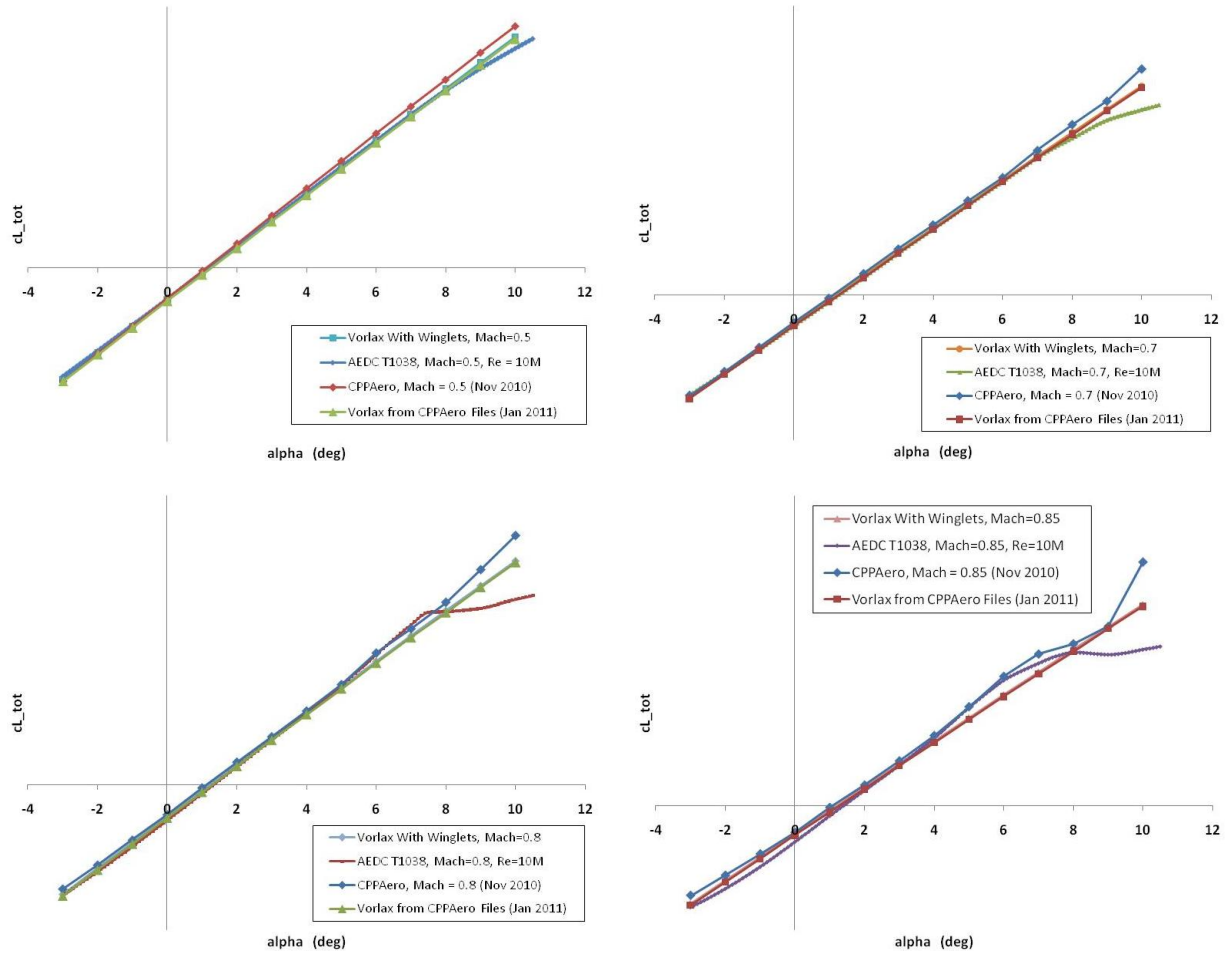 cL_tot
-4 -2 0 2 4 6 8 10 12
Vorlax With Winglets, Mach=0.5
AEDC T1038, Mach=0.5, Re = 10M
CPPAero, Mach = 0.5 (Nov 2010)
Vorlax from CPPAero Files (Jan 2011)
alpha (deg)
cL_tot
-4 -2 0 2 4 6 8 10 12
Vorlax With Winglets, Mach=0.7
AEDC T1038, Mach=0.7, Re=10M
CPPAero, Mach = 0.7 (Nov 2010)
Vorlax from CPPAero Files (Jan 2011)
alpha (deg)
cL_tot
-4 -2 0 2 4 6 8 10 12
Vorlax With Winglets, Mach=0.8
AEDC T1038, Mach=0.8, Re=10M
CPPAero, Mach = 0.8 (Nov 2010)
Vorlax from CPPAero Files (Jan 2011)
alpha (deg)
Vorlax With Winglets, Mach=0.85
AEDC T1038, Mach=0.85, Re=10M
CPPAero, Mach = 0.85 (Nov 2010)
Vorlax from CPPAero Files (Jan 2011)
cL_tot
-4 -2 0 2 4 6 8 10 12
alpha (deg)